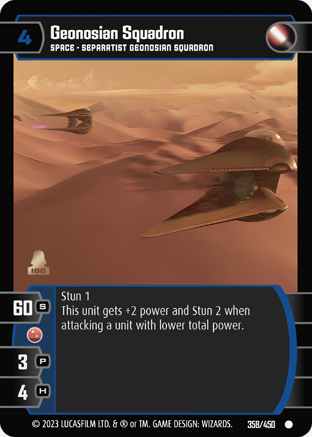 4
Geonosian Squadron
SPACE - SEPARATIST GEONOSIAN SQUADRON
IDC
60 S
Stun 1
This unit gets +2 power and Stun 2 when
attacking a unit with lower total power.
3 P
4 H
© 2023 LUCASFILM LTD. & ® or TM. GAME DESIGN: WIZARDS. 358/450